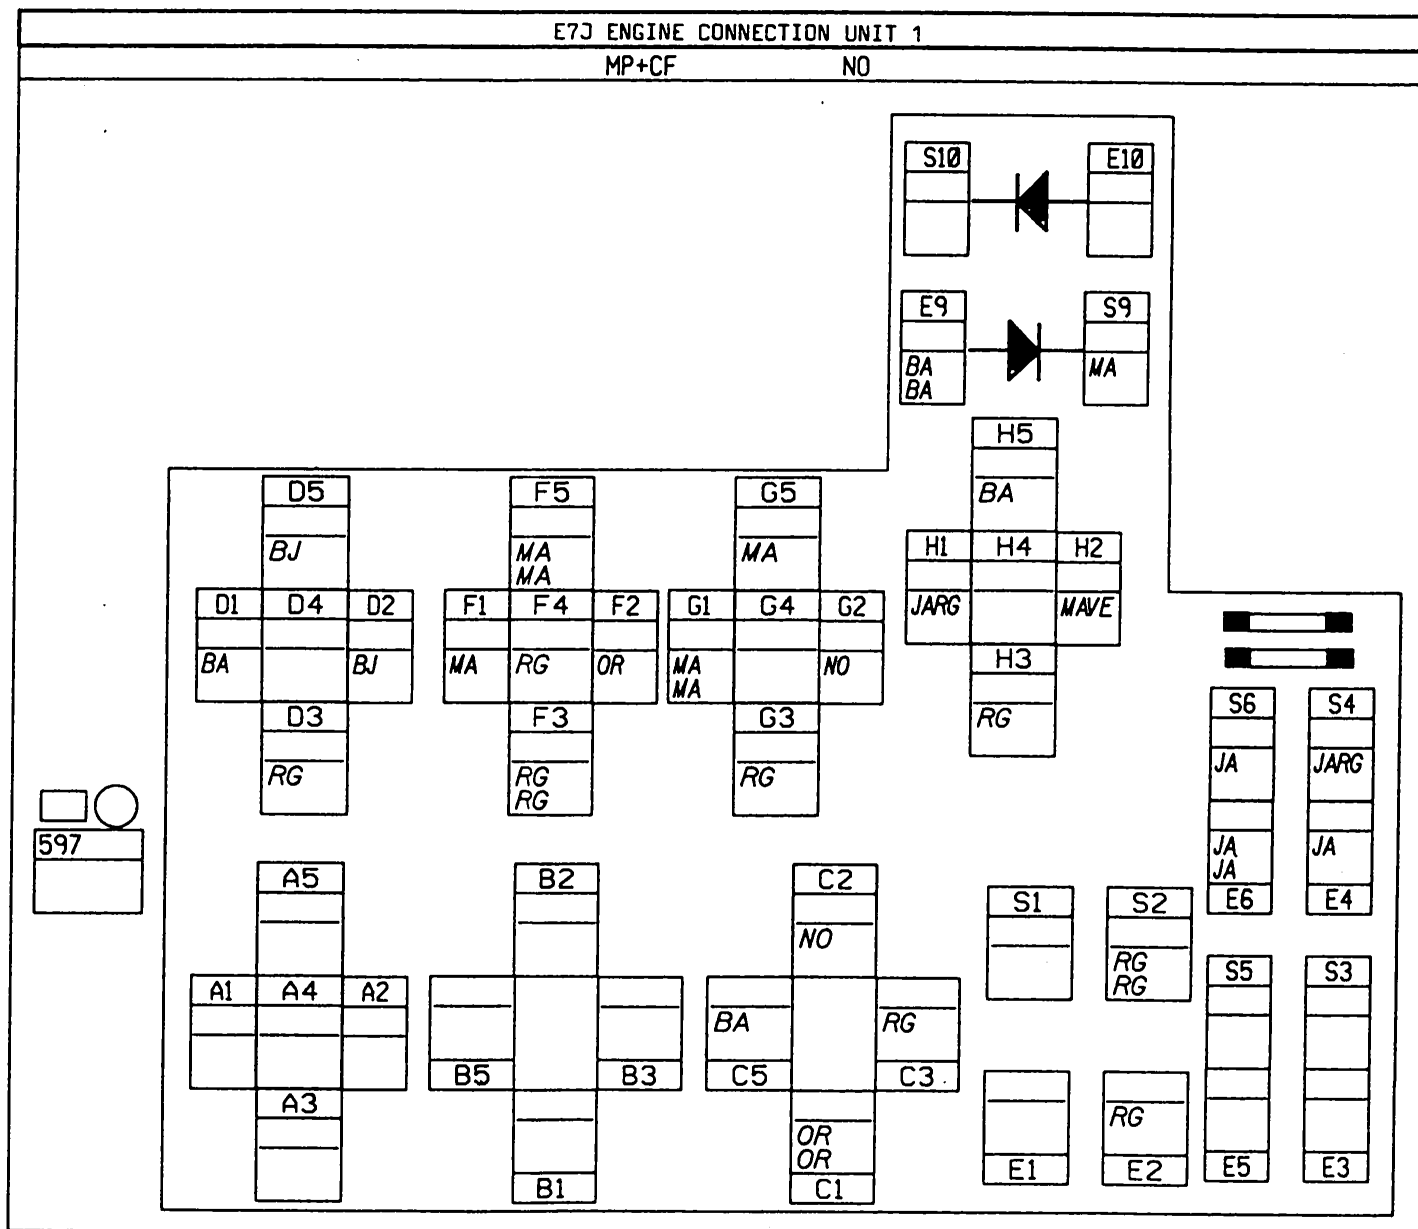 E7J ENGINE CONNECTION UNIT 1
MP+CF NO
S10 E10
E9 S9
BA MA
BA
H5
BA
D5 F5 G5
BJ MA MA
MA
H1 H4 H2
JARG MAVE
D1 D4 D2 F1 F4 F2 G1 G4 G2
BA BJ MA RG OR MA NO
MA
H3
RG
D3 F3 G3
RG RG RG
RG
S6 S4
JA JARG
JA JA
JA
E6 E4
597
A5 B2 C2
NO
S1 S2
RG
RG
A1 A4 A2
BA RG
B5 B3 C5 C3
S5 S3
A3
OR
OR
RG
B1 C1 E1 E2 E5 E3